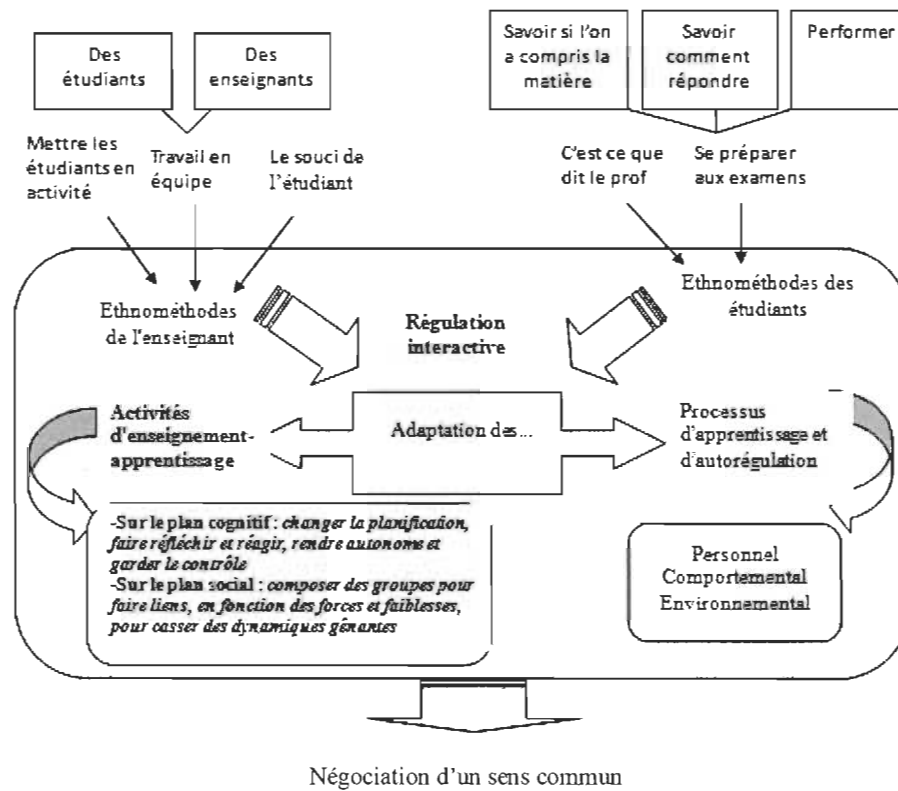 Des
étudiants
Des
enseignants
Savoir si l'on
a compris la
matière
Savoir
comment
répondre
Performer
Mettre les
étudiants en
activité
Travail en
équipe
Le souci de
l'étudiant
C'est ce que
dit le prof
Se préparer
aux examens
Ethnométhodes
de l'enseignant
Régulation
interactive
Ethnométhodes des
étudiants
Activités
d'enseignement-
apprentissage
Adaptation des...
Processus
d'apprentissage et
d'autorégulation
-Sur le plan cognitif : changer la planification,
faire réfléchir et réagir, rendre autonome et
garder le contrôle
-Sur le plan social : composer des groupes pour
faire liens, en fonction des forces et faiblesses,
pour casser des dynamiques gênantes
Personnel
Comportemental
Environnemental
Négociation d'un sens commun